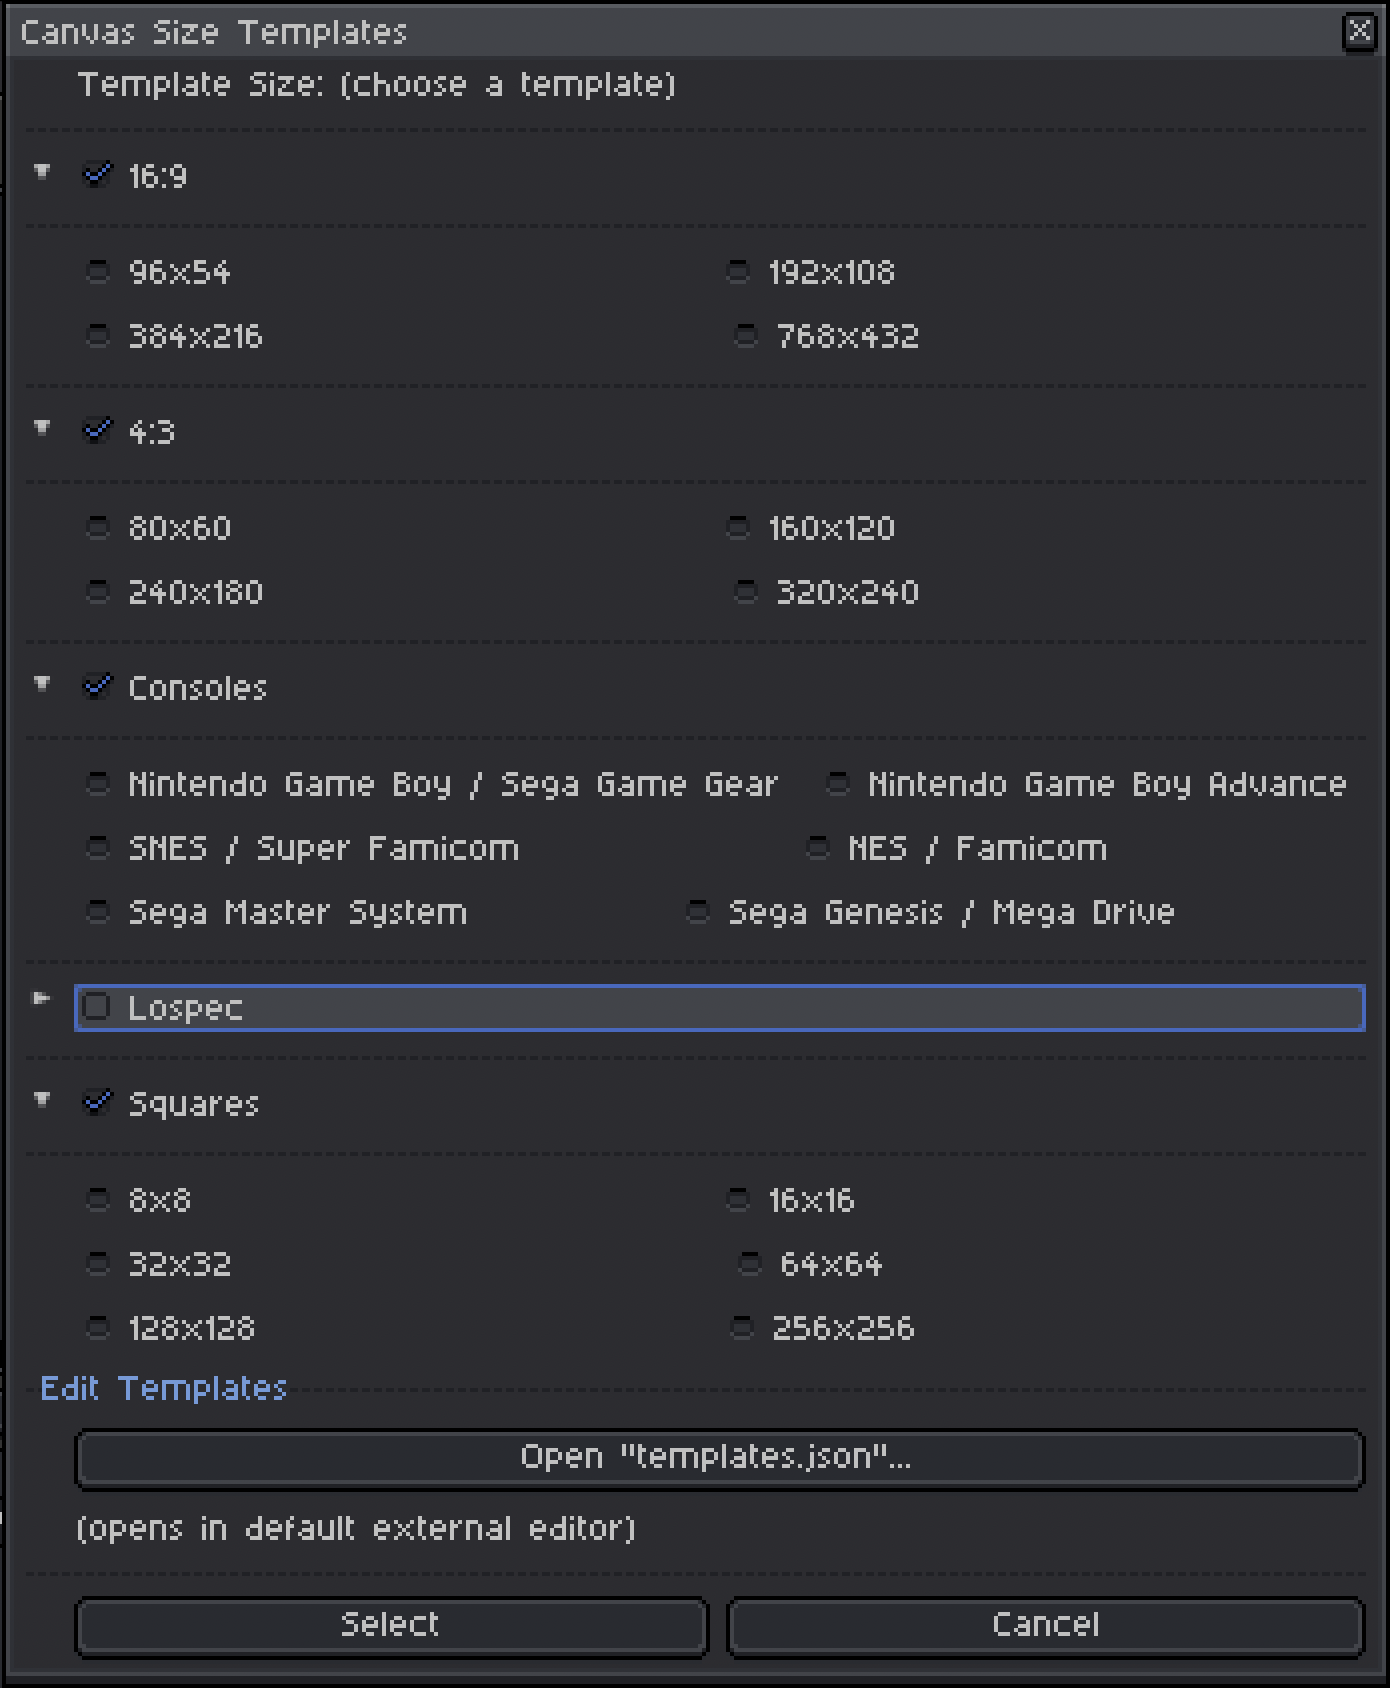 Canvas Size Templates
Template Size: (choose a template)
16:9
96x54 192x108
384x216 768x432
4:3
80x60 160x120
240x180 320x240
Consoles
Nintendo Game Boy / Sega Game Gear Nintendo Game Boy Advance
SNES / Super Famicom NES / Famicom
Sega Master System Sega Genesis / Mega Drive
Lospec
Squares
8x8 16x16
32x32 64x64
128x128 256x256
Edit Templates
Open "templates.json"...
(opens in default external editor)
Select Cancel